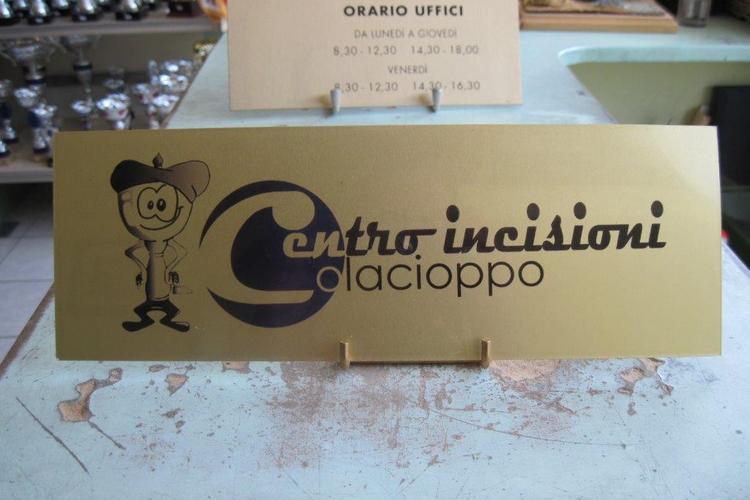 ORARIO UFFICI
DA LUNEDÌ A GIOVEDÌ
8,30 - 12,30 14,30 - 18,00
VENERDÌ
8,30 - 12,30 14,30 - 16,30
Centro incisioni
Colacioppo